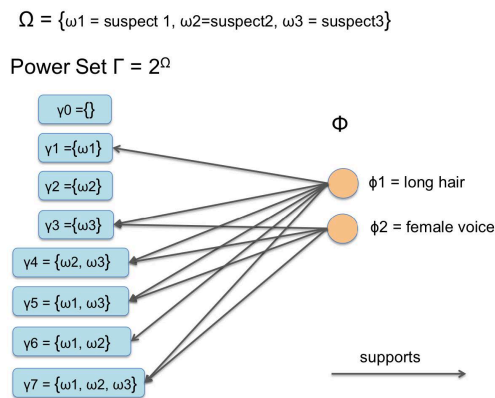 Ω = {ω1 = suspect 1, ω2=suspect2, ω3 = suspect3}
Power Set Γ = 2^Ω
γ0 ={}
Φ
γ1 ={ω1}
γ2 ={ω2}
ϕ1 = long hair
γ3 ={ω3}
ϕ2 = female voice
γ4 = {ω2, ω3}
γ5 = {ω1, ω3}
γ6 = {ω1, ω2}
supports
γ7 = {ω1, ω2, ω3}